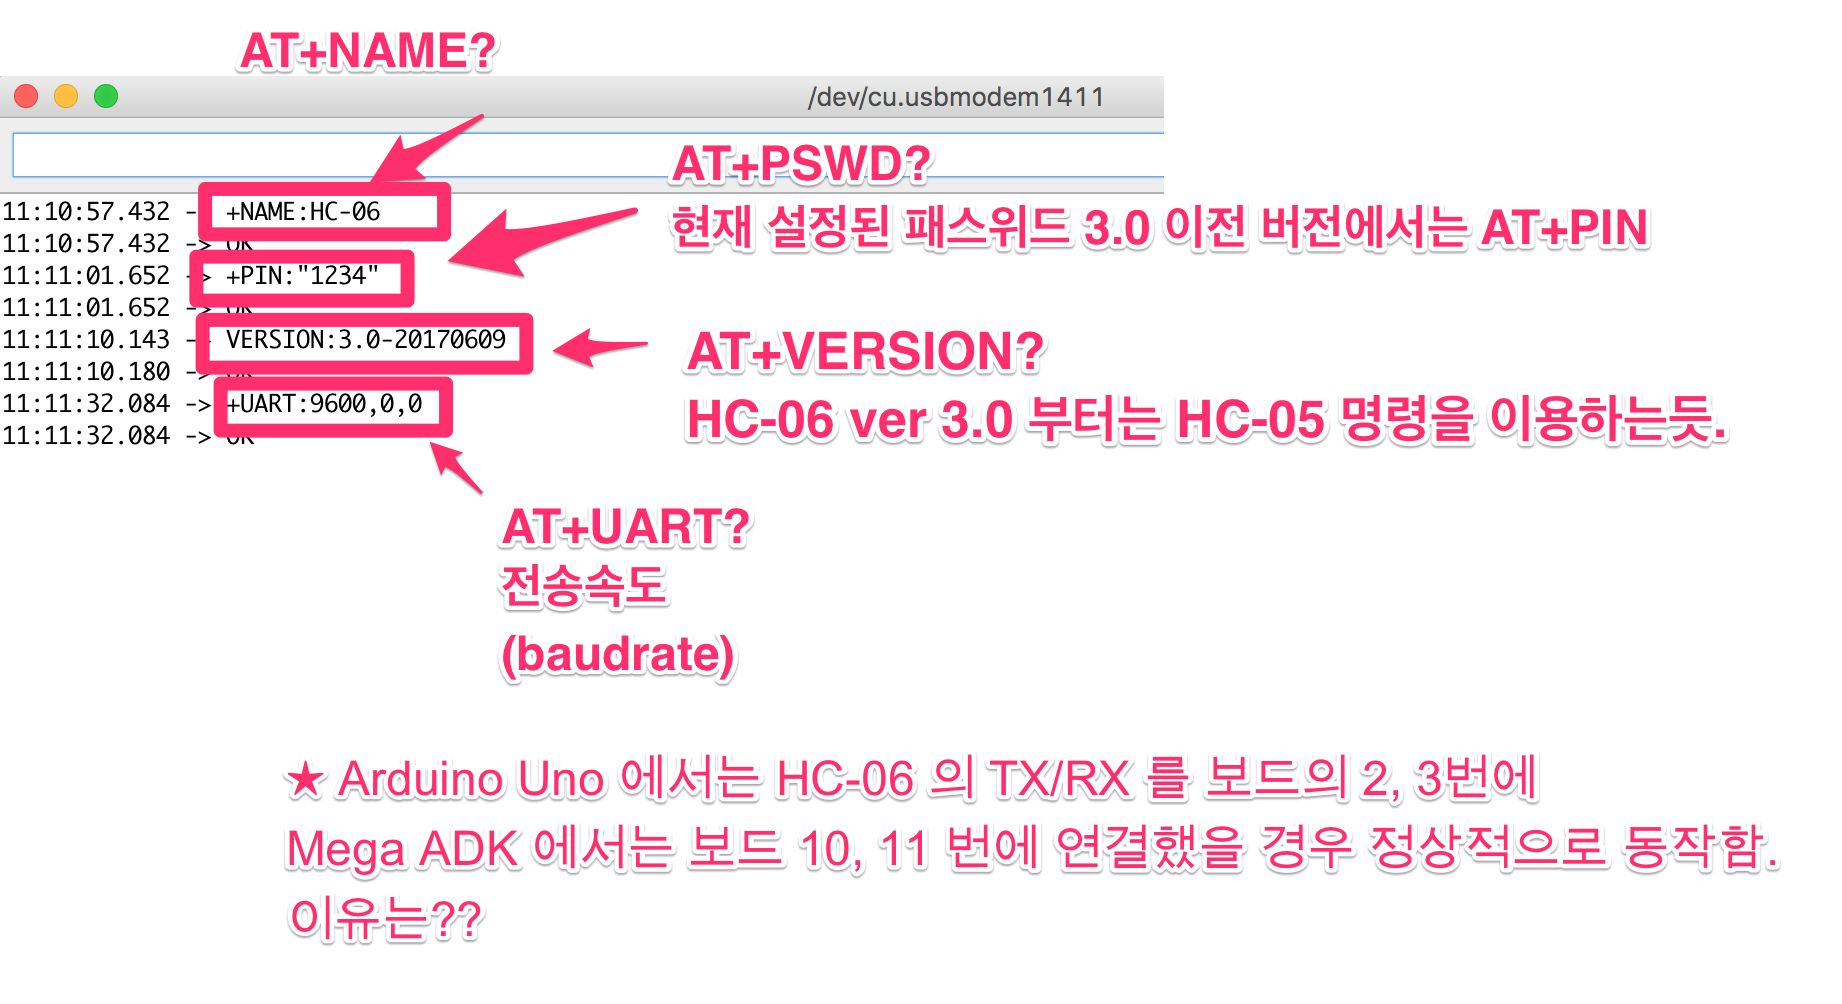 AT+NAME?
/dev/cu.usbmodem1411
AT+PSWD?
현재 설정된 패스워드 3.0 이전 버전에서는 AT+PIN
11:10:57.432 -> +NAME:HC-06
11:10:57.432 -> OK
11:11:01.652 -> +PIN:"1234"
11:11:01.652 -> OK
11:11:10.143 -> VERSION:3.0-20170609
11:11:10.180 -> OK
11:11:32.084 -> +UART:9600,0,0
11:11:32.084 -> OK
AT+VERSION?
HC-06 ver 3.0 부터는 HC-05 명령을 이용하는듯.
AT+UART?
전송속도
(baudrate)
★ Arduino Uno 에서는 HC-06 의 TX/RX 를 보드의 2, 3번에
Mega ADK 에서는 보드 10, 11 번에 연결했을 경우 정상적으로 동작함.
이유는??